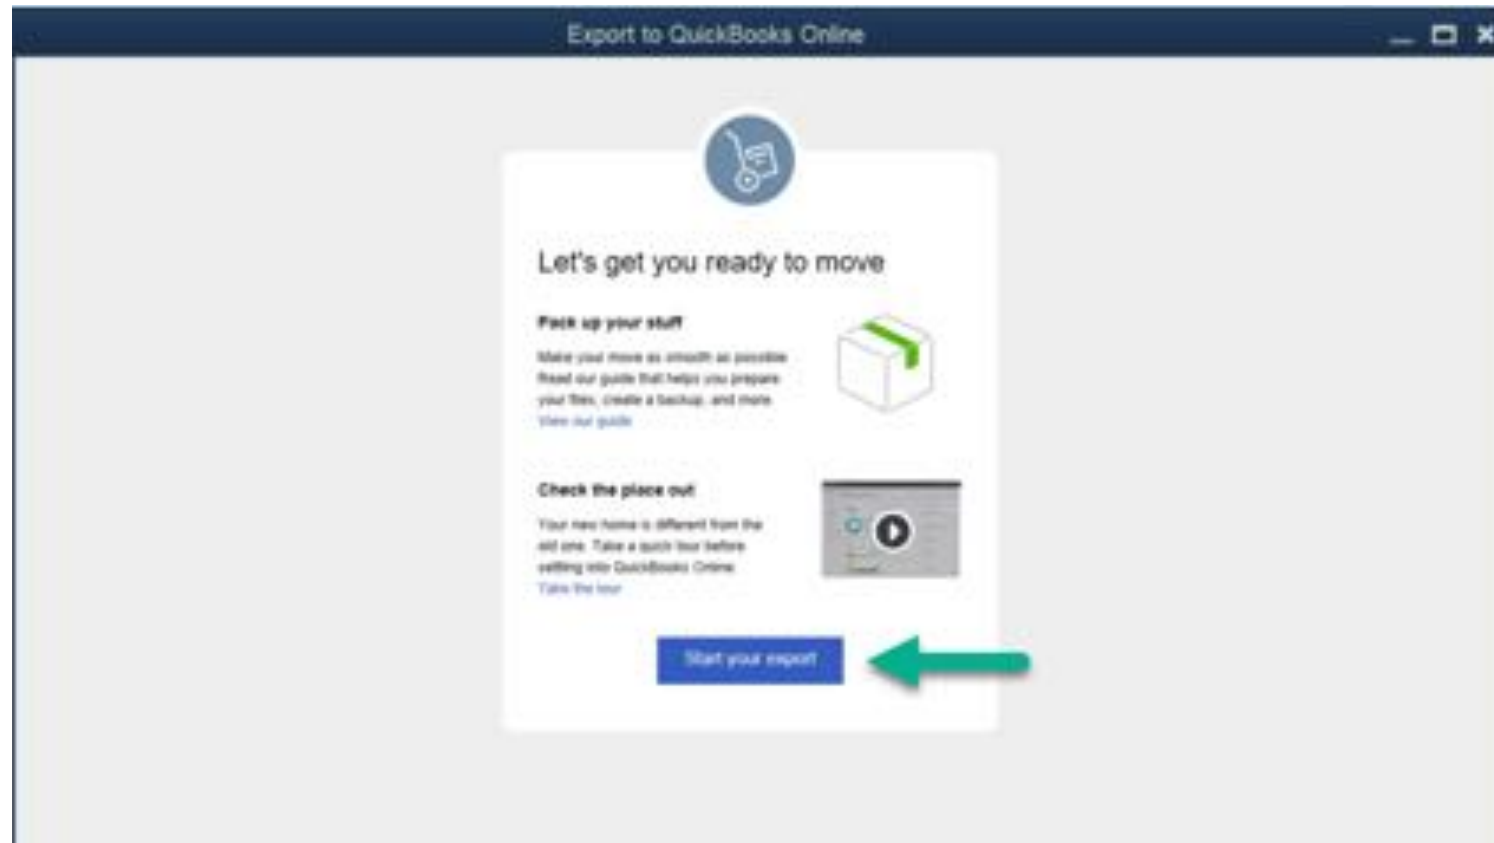 Export to QuickBooks Online
Let's get you ready to move
Pack up your stuff
Make your move as smooth as possible
Read our guide that helps you prepare
your files, create a backup, and more.
View our guide
Check the place out
Your new home is different from the
old one. Take a quick tour before
settling into QuickBooks Online
Take the tour
Start your export